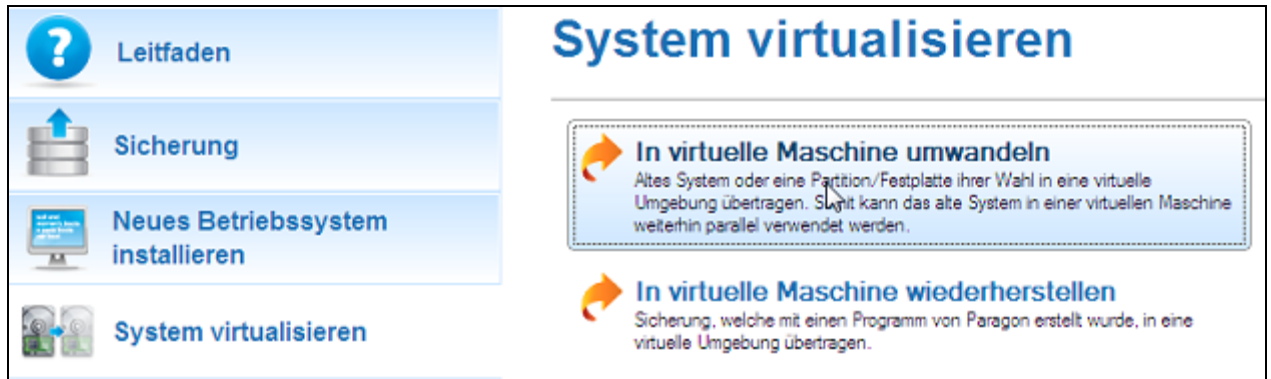 Leitfaden
Sicherung
Neues Betriebssystem
installieren
System virtualisieren
System virtualisieren
In virtuelle Maschine umwandeln
Altes System oder eine Partition/Festplatte ihrer Wahl in eine virtuelle
Umgebung übertragen. Somit kann das alte System in einer virtuellen Maschine
weiterhin parallel verwendet werden.
In virtuelle Maschine wiederherstellen
Sicherung, welche mit einen Programm von Paragon erstellt wurde, in eine
virtuelle Umgebung übertragen.